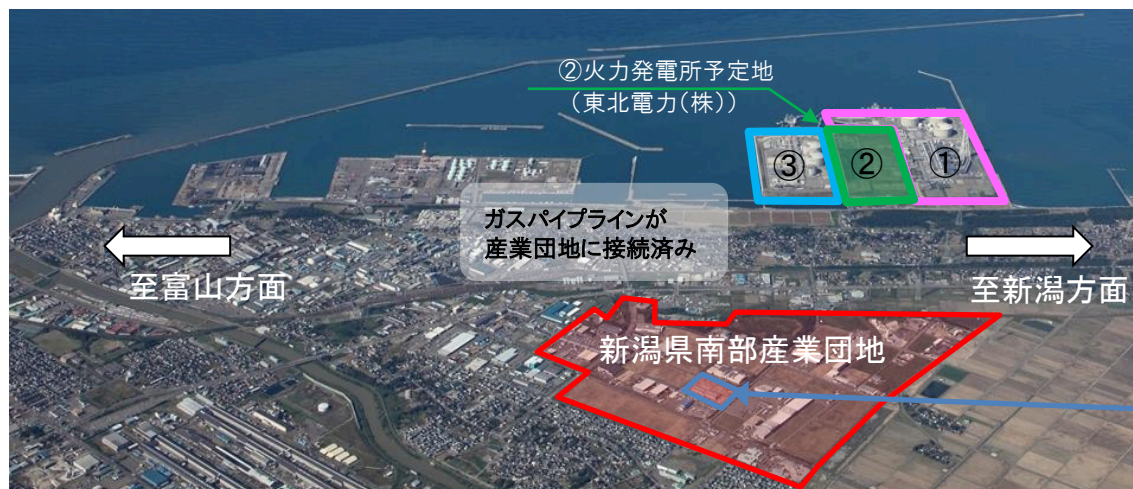 ②火力発電所予定地
（東北電力(株)）
③
②
①
ガスパイプラインが
産業団地に接続済み
至富山方面
至新潟方面
新潟県南部産業団地